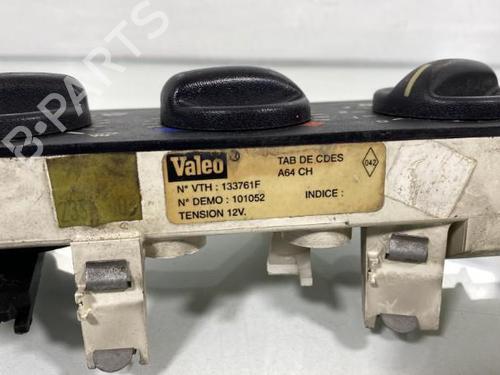 B-PARTS
Valeo
TAB DE CDES
A64 CH
042
N° VTH : 133761F
N° DEMO : 101052
INDICE :
TENSION 12V.